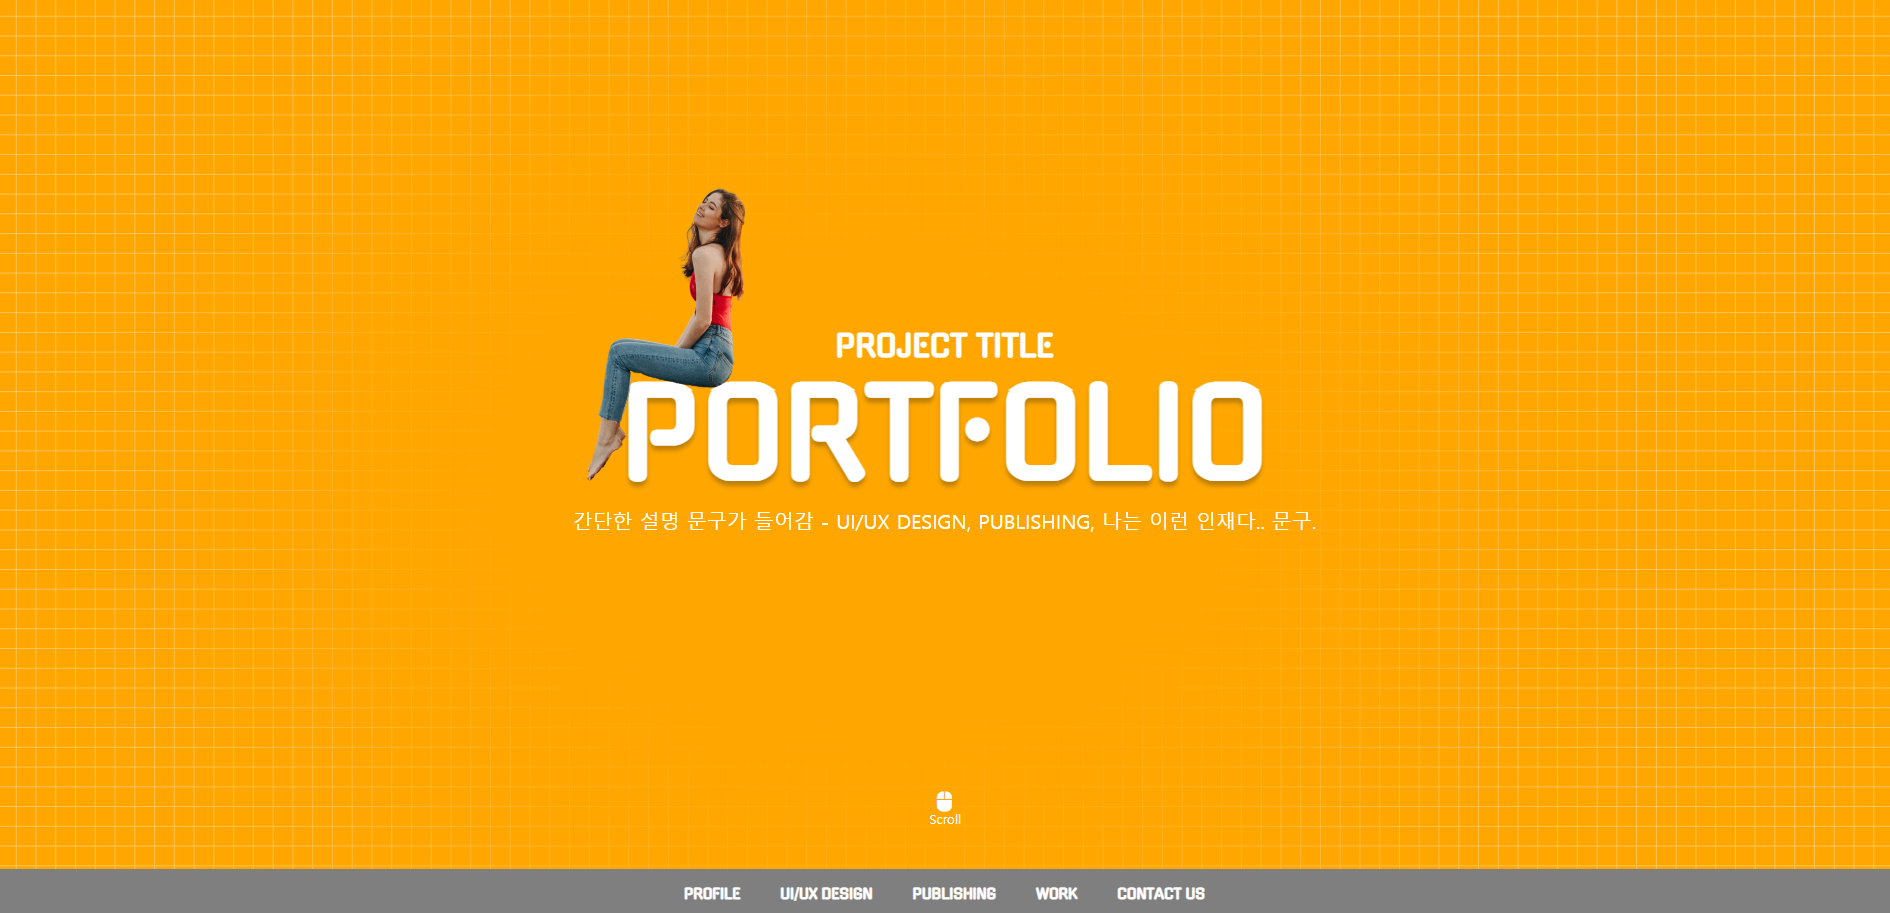 PROJECT TITLE
PORTFOLIO
간단한 설명 문구가 들어감 - UI/UX DESIGN, PUBLISHING, 나는 이런 인재다.. 문구.
Scroll
PROFILE UI/UX DESIGN PUBLISHING WORK CONTACT US